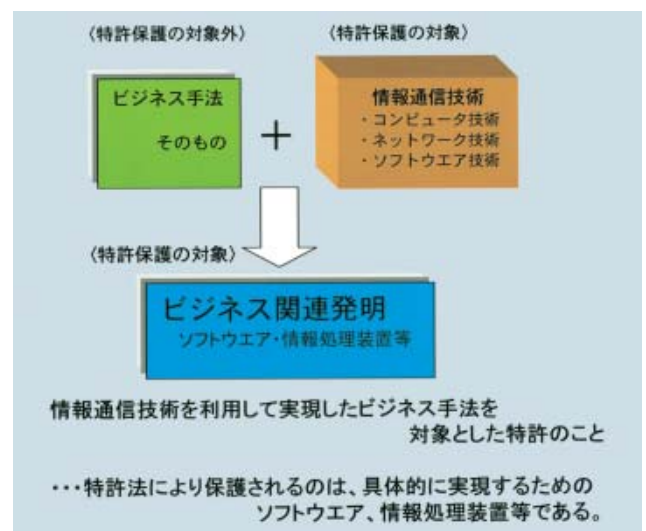 〈特許保護の対象外〉
〈特許保護の対象〉
ビジネス手法
そのもの
＋
情報通信技術
・コンピュータ技術
・ネットワーク技術
・ソフトウエア技術
〈特許保護の対象〉
ビジネス関連発明
ソフトウエア・情報処理装置等
情報通信技術を利用して実現したビジネス手法を
対象とした特許のこと
・・・特許法により保護されるのは、具体的に実現するための
ソフトウエア、情報処理装置等である。